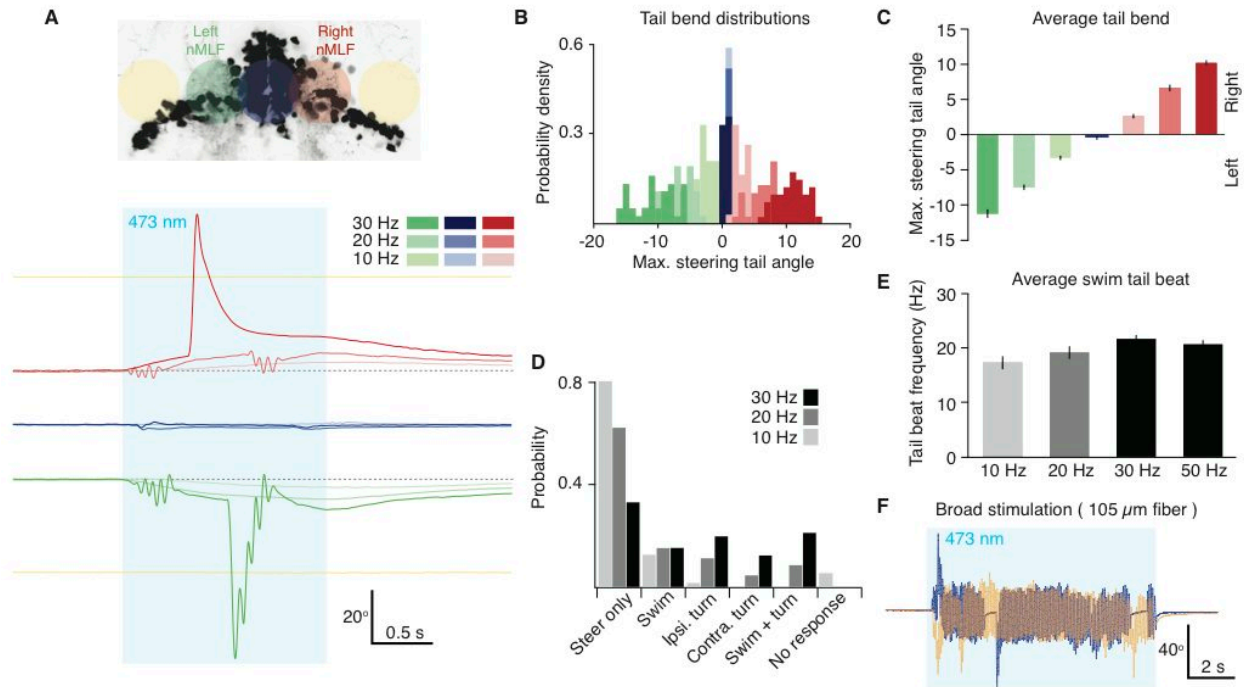 A
Left
nMLF
Right
nMLF
473 nm
30 Hz
20 Hz
10 Hz
20º
0.5 s
B
Tail bend distributions
Probability density
0.6
0.3
-20
-10
0
10
20
Max. steering tail angle
C
Average tail bend
Max. steering tail angle
15
10
5
0
-5
-10
-15
Right
Left
D
Probability
0.8
0.4
30 Hz
20 Hz
10 Hz
Steer only
Swim
Ipsi. turn
Contra. turn
Swim + turn
No response
E
Average swim tail beat
Tail beat frequency (Hz)
30
20
10
0
10 Hz
20 Hz
30 Hz
50 Hz
F
Broad stimulation ( 105 µm fiber )
473 nm
40º
2 s